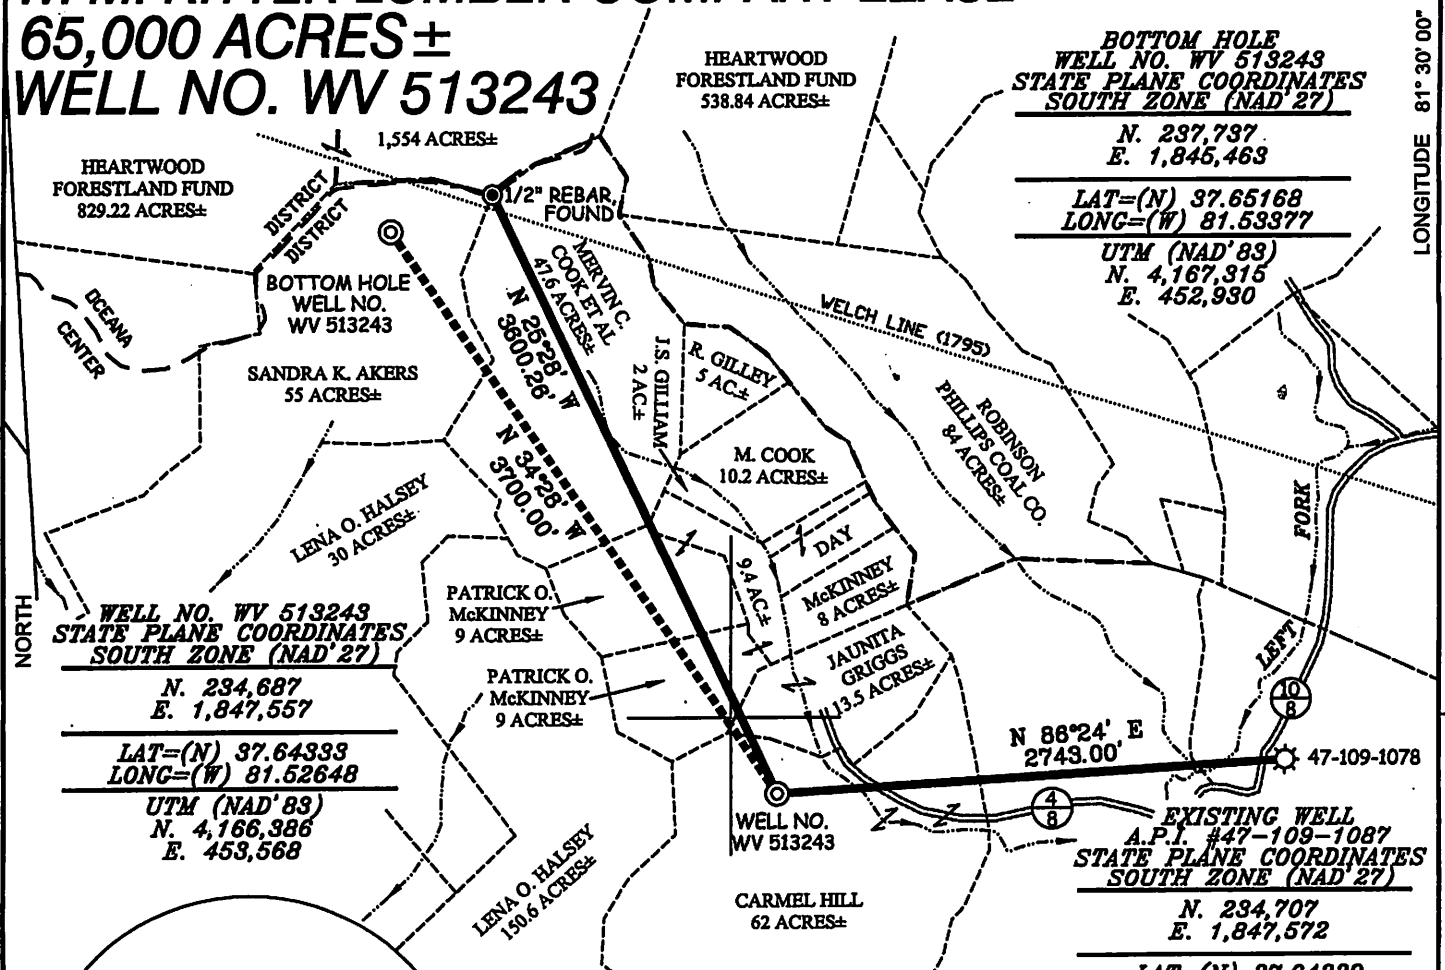 65,000 ACRES±
WELL NO. WV 513243
1,554 ACRES±
HEARTWOOD
FORESTLAND FUND
829.22 ACRES±
HEARTWOOD
FORESTLAND FUND
538.84 ACRES±
BOTTOM HOLE
WELL NO. WV 513243
STATE PLANE COORDINATES
SOUTH ZONE (NAD'27)
N. 237,737
E. 1,845,463
LAT=(N) 37.65168
LONG=(W) 81.53377
UTM (NAD'83)
N. 4,167,315
E. 452,930
LONGITUDE 81° 30' 00"
DISTRICT
DISTRICT
1/2" REBAR,
FOUND
BOTTOM HOLE
WELL NO.
WV 513243
OCEANA
CENTER
MERVIN C.
COOK ET AL
47.6 ACRES±
N 25°28' W
3600.26'
WELCH LINE (1795)
SANDRA K. AKERS
55 ACRES±
J.S. GILLIAM
2 AC.±
R. GILLEY
5 AC.±
ROBINSON
PHILLIPS COAL CO.
84 ACRES±
M. COOK
10.2 ACRES±
N 34°28' W
3700.00'
LENA O. HALSEY
30 ACRES±
DAY
9.4 AC.±
McKINNEY
8 ACRES±
FORK
LEFT
PATRICK O.
McKINNEY
9 ACRES±
PATRICK O.
McKINNEY
9 ACRES±
JAUNITA
GRIGGS
13.5 ACRES±
NORTH
WELL NO. WV 513243
STATE PLANE COORDINATES
SOUTH ZONE (NAD'27)
N. 234,687
E. 1,847,557
LAT=(N) 37.64333
LONG=(W) 81.52648
UTM (NAD'83)
N. 4,166,386
E. 453,568
10
8
N 86°24' E
2743.00'
47-109-1078
4
8
WELL NO.
WV 513243
LENA O. HALSEY
150.6 ACRES±
CARMEL HILL
62 ACRES±
EXISTING WELL
A.P.I. #47-109-1087
STATE PLANE COORDINATES
SOUTH ZONE (NAD'27)
N. 234,707
E. 1,847,572